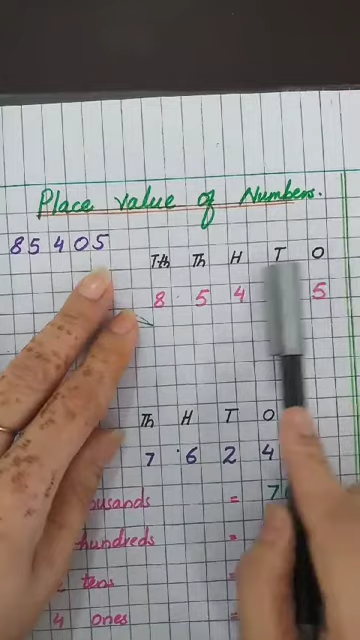 Place value of Numbers.
85405
Tth Th H T O
8 5 4 5
Th H T O
7 6 2 4
= 7
hundreds =
tens =
4 ones =